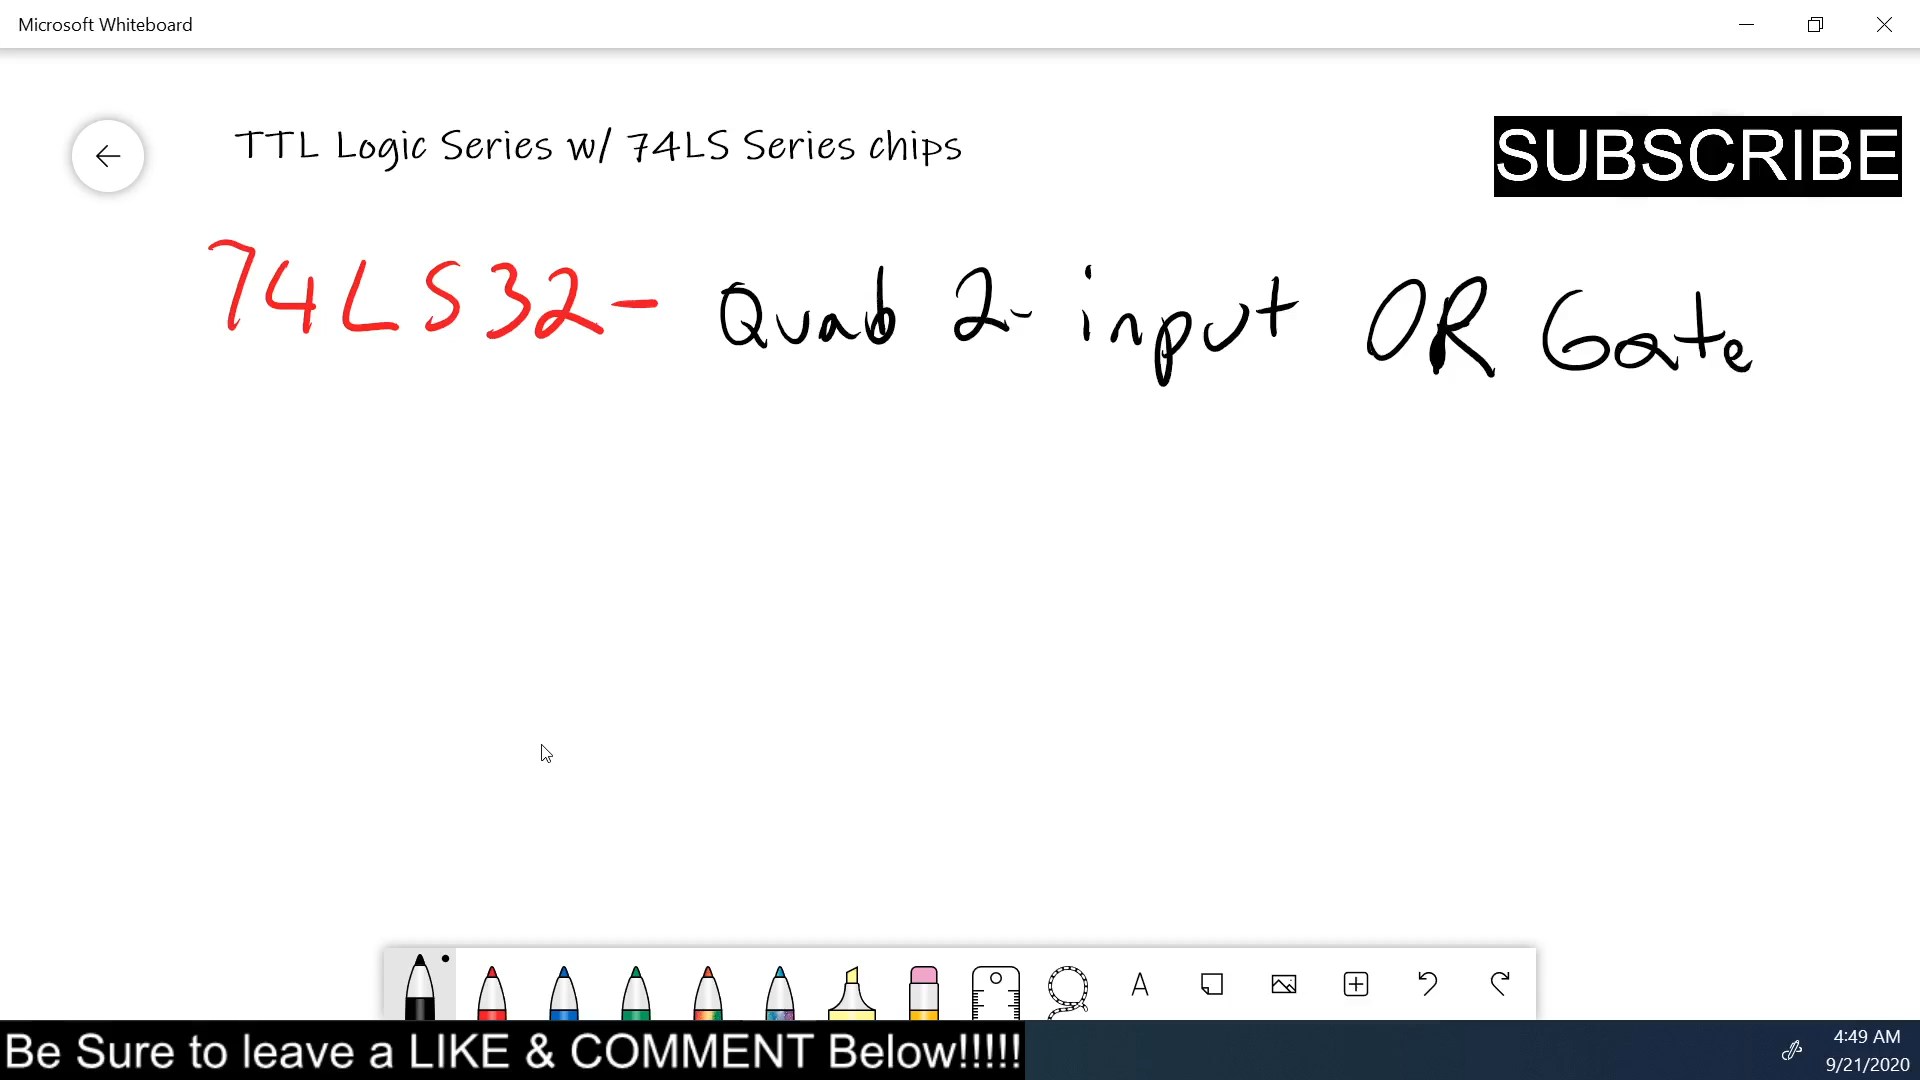 Microsoft Whiteboard
TTL Logic Series w/ 74LS Series chips
SUBSCRIBE
74LS32- Quad 2-input OR Gate
A
Be Sure to leave a LIKE & COMMENT Below!!!!!
4:49 AM
9/21/2020